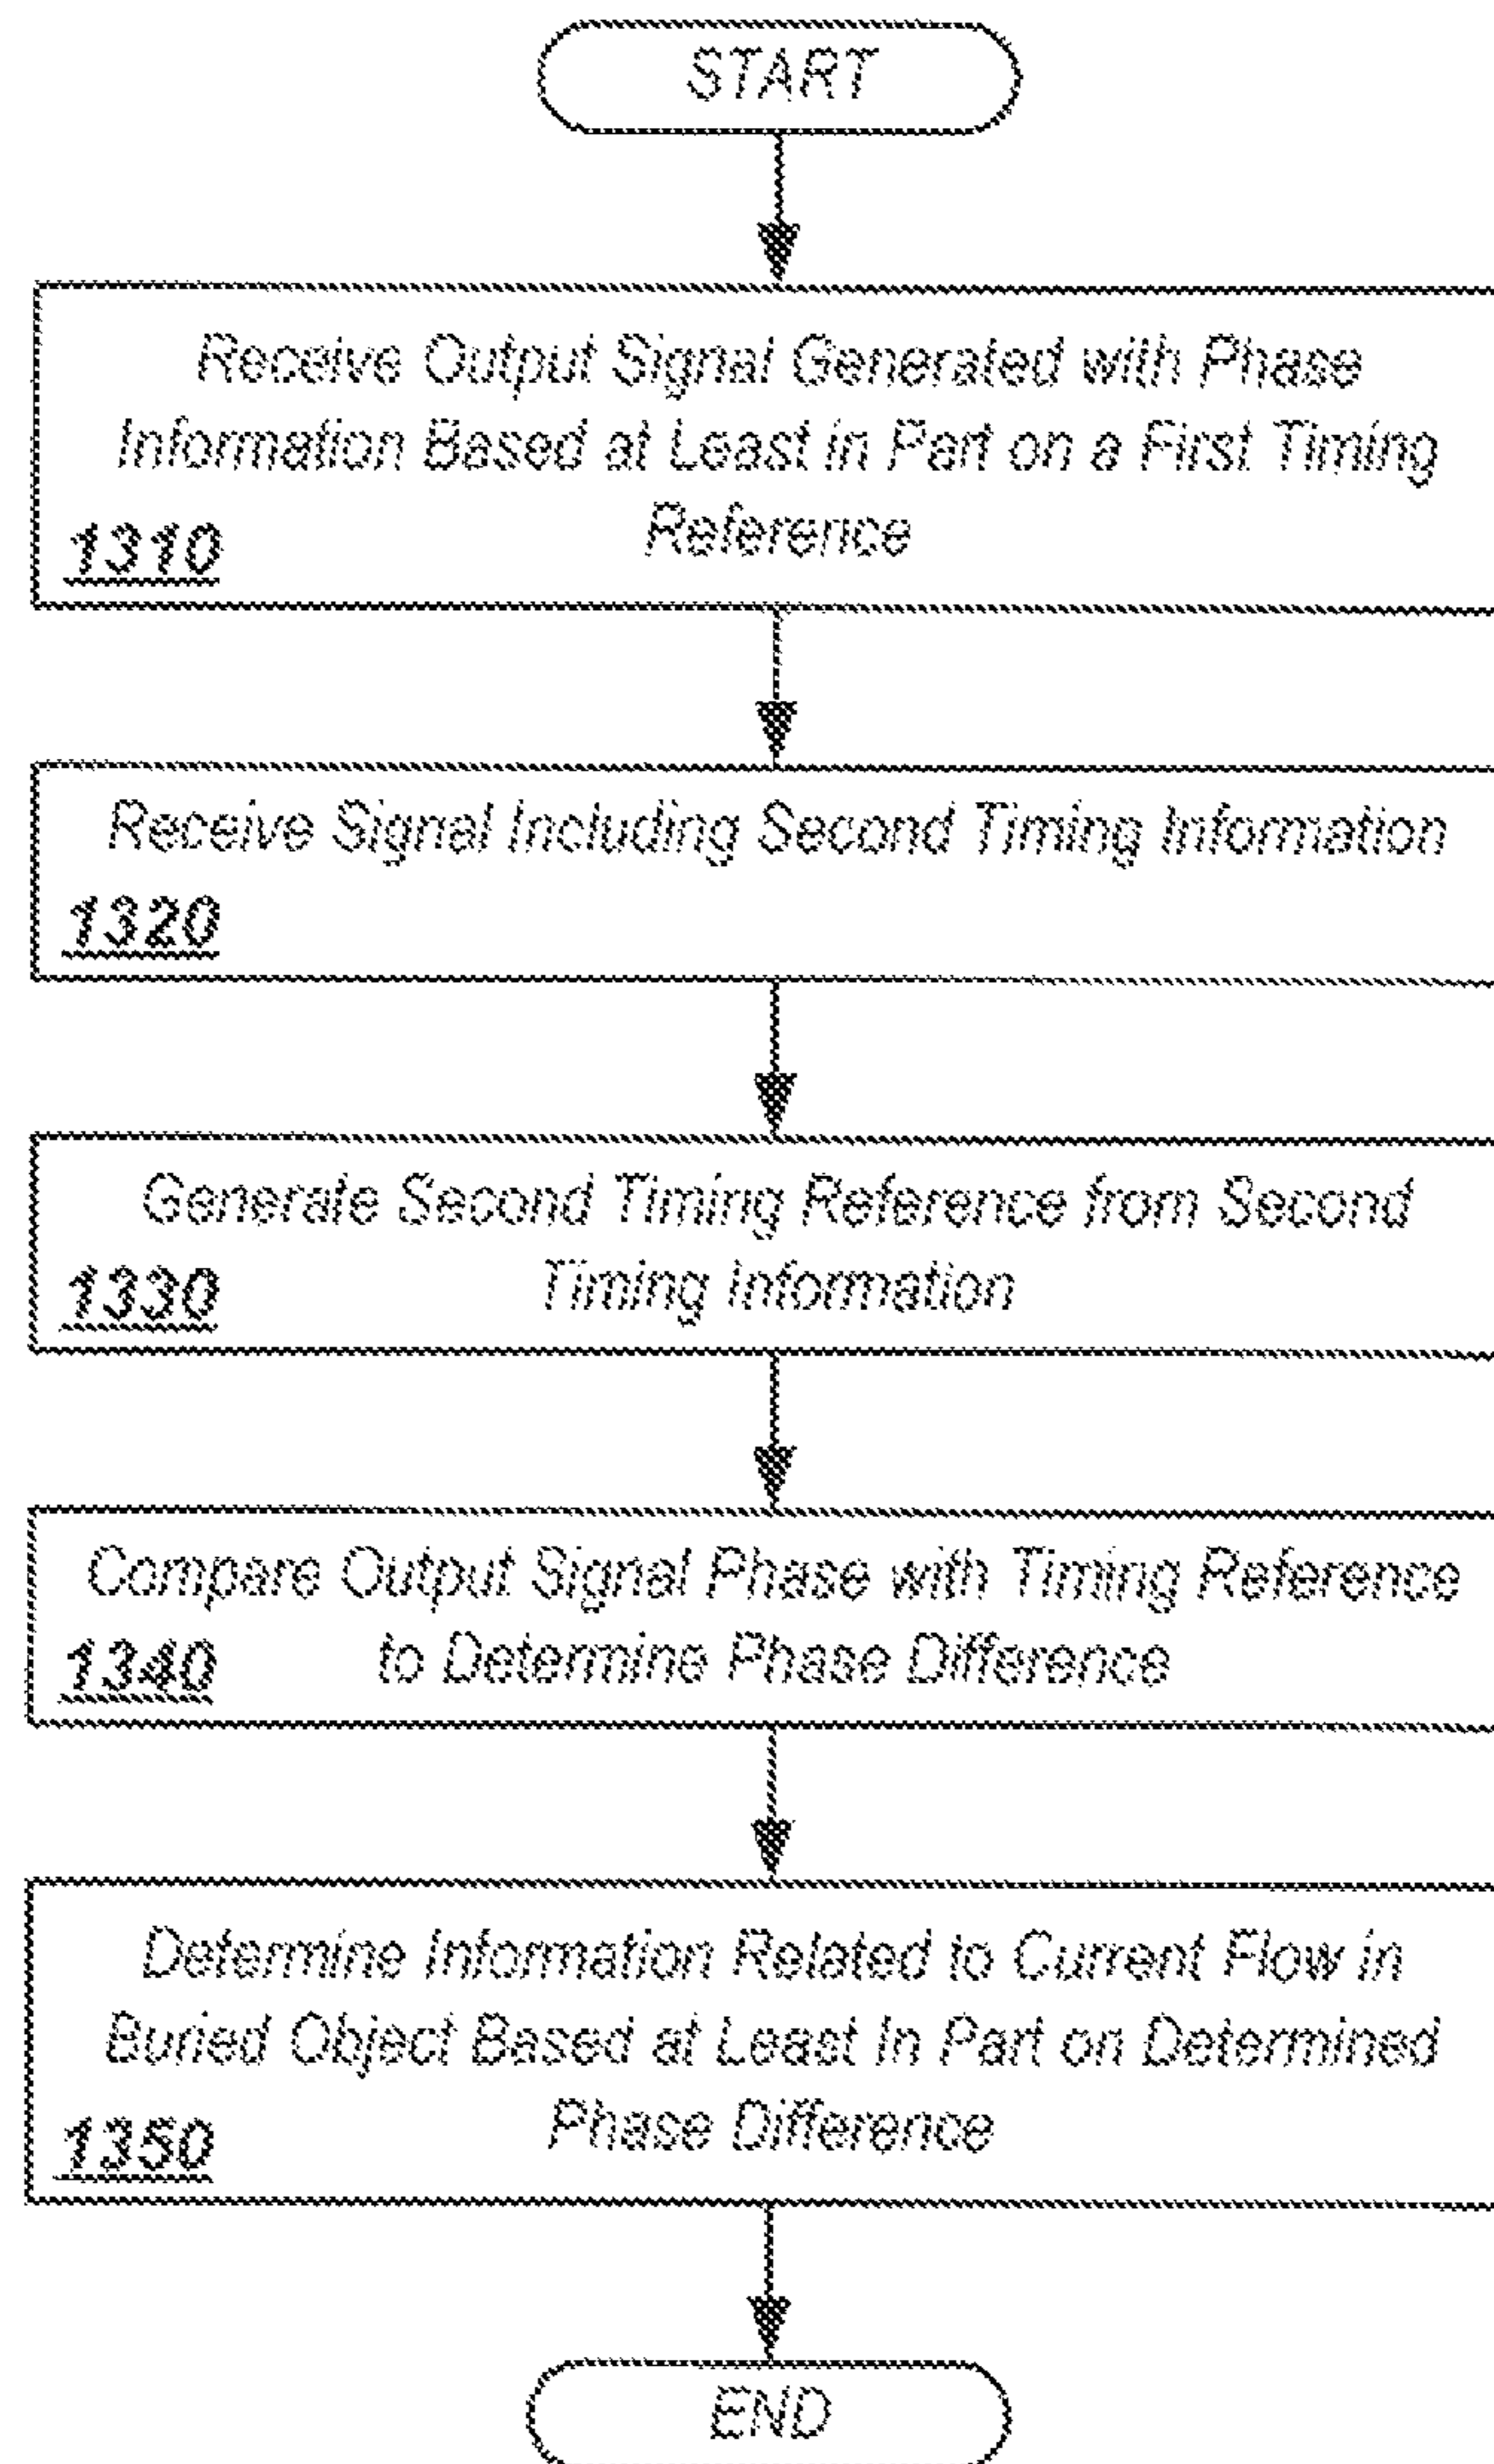 START
Receive Output Signal Generated with Phase
Information Based at Least in Part on a First Timing
Reference
1310
Receive Signal Including Second Timing Information
1320
Generate Second Timing Reference from Second
Timing Information
1330
Compare Output Signal Phase with Timing Reference
to Determine Phase Difference
1340
Determine Information Related to Current Flow in
Buried Object Based at Least In Part on Determined
Phase Difference
1350
END